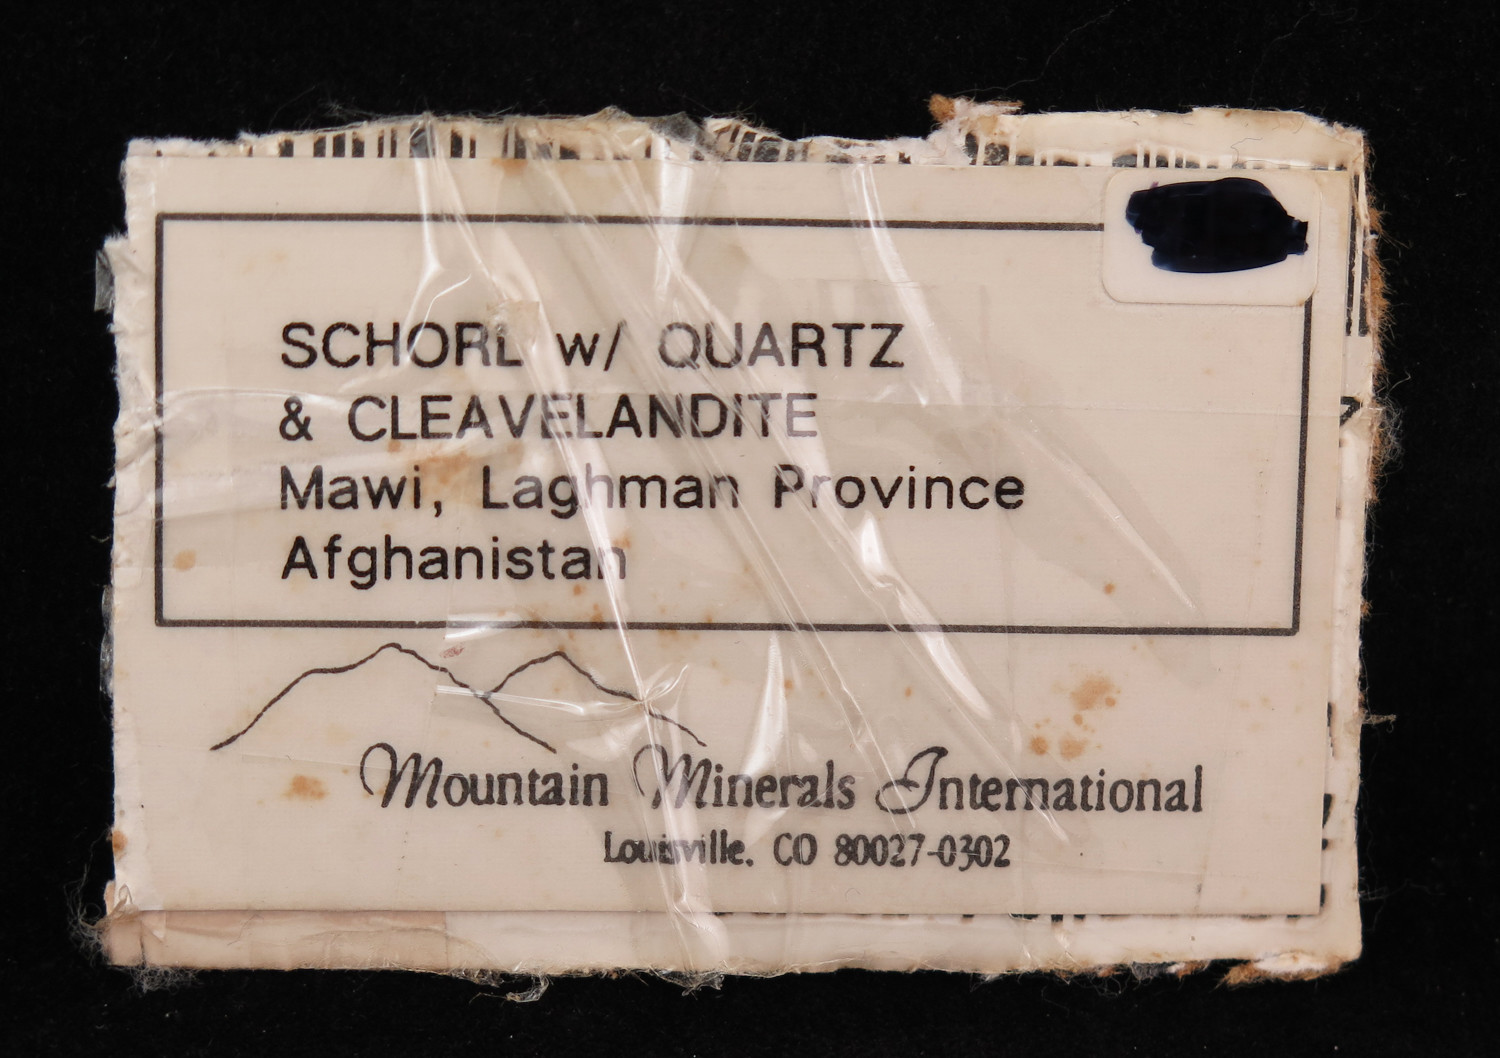 SCHORL w/ QUARTZ
& CLEAVELANDITE
Mawi, Laghman Province
Afghanistan
Mountain Minerals International
Louisville, CO 80027-0302